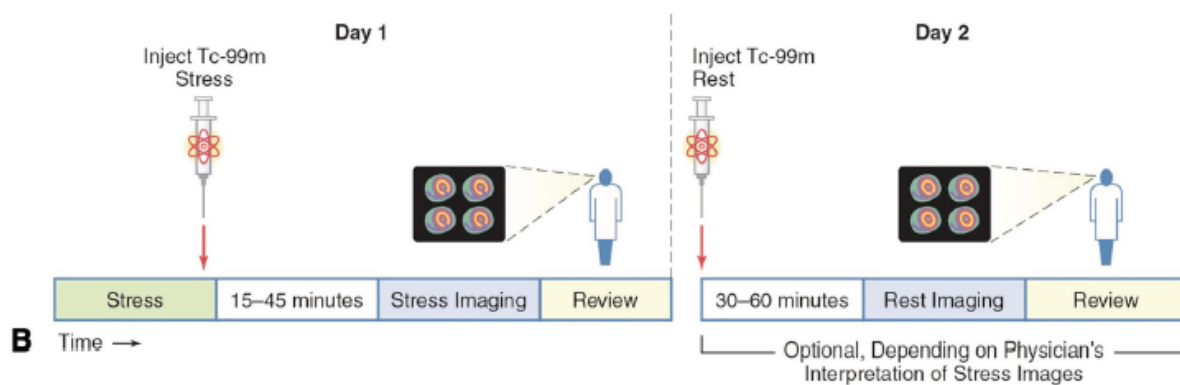 Day 1
Day 2
Inject Tc-99m
Stress
Inject Tc-99m
Rest
Stress
15–45 minutes
Stress Imaging
Review
30–60 minutes
Rest Imaging
Review
B
Time →
Optional, Depending on Physician's
Interpretation of Stress Images